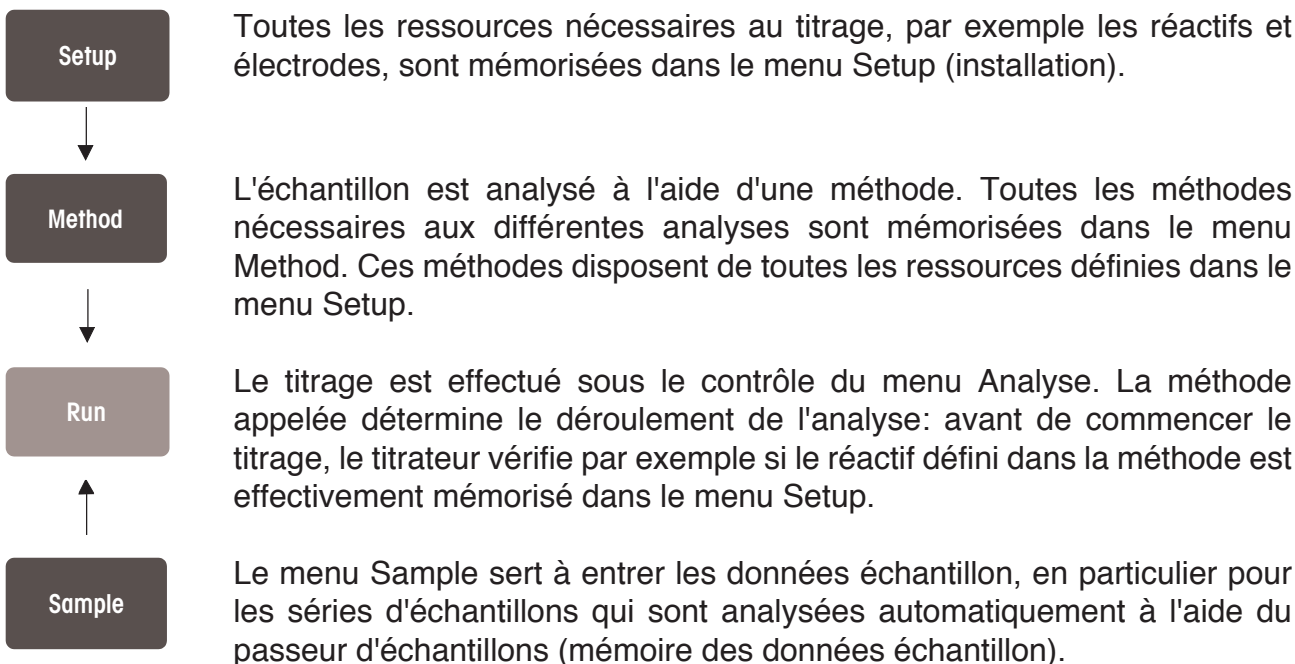 Setup
Toutes les ressources nécessaires au titrage, par exemple les réactifs et
électrodes, sont mémorisées dans le menu Setup (installation).
Method
L'échantillon est analysé à l'aide d'une méthode. Toutes les méthodes
nécessaires aux différentes analyses sont mémorisées dans le menu
Method. Ces méthodes disposent de toutes les ressources définies dans le
menu Setup.
Run
Le titrage est effectué sous le contrôle du menu Analyse. La méthode
appelée détermine le déroulement de l'analyse: avant de commencer le
titrage, le titrateur vérifie par exemple si le réactif défini dans la méthode est
effectivement mémorisé dans le menu Setup.
Sample
Le menu Sample sert à entrer les données échantillon, en particulier pour
les séries d'échantillons qui sont analysées automatiquement à l'aide du
passeur d'échantillons (mémoire des données échantillon).